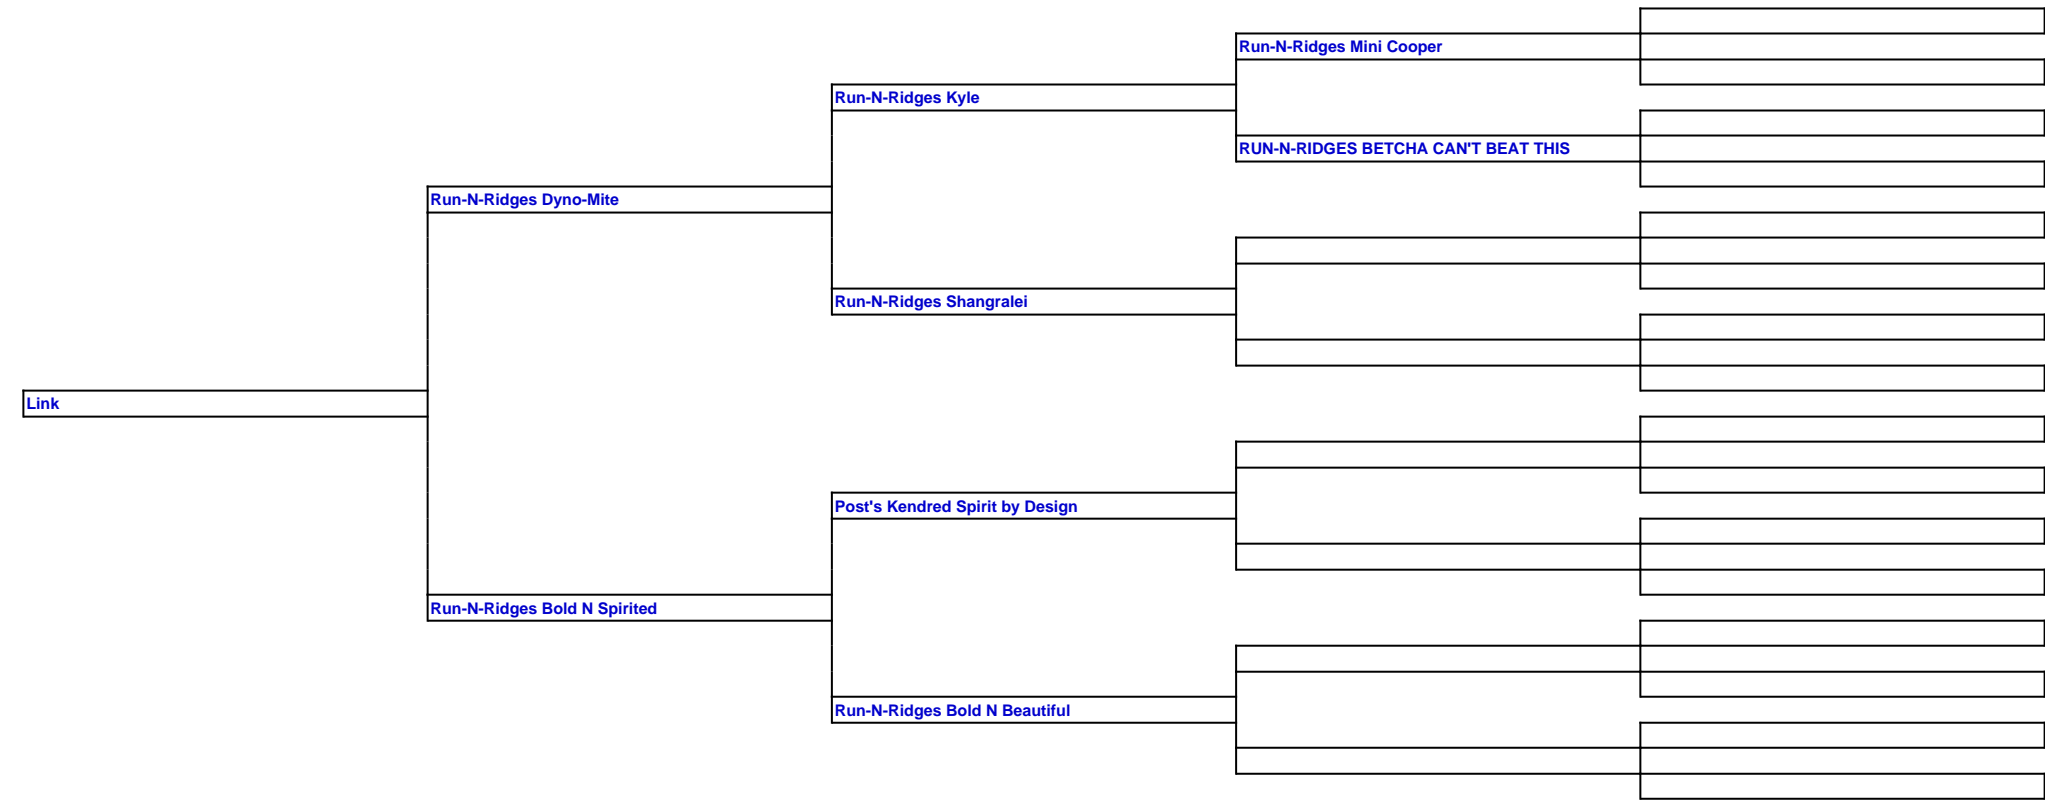 Run-N-Ridges Mini Cooper
Run-N-Ridges Kyle
RUN-N-RIDGES BETCHA CAN'T BEAT THIS
Run-N-Ridges Dyno-Mite
Run-N-Ridges Shangralei
Link
Post's Kendred Spirit by Design
Run-N-Ridges Bold N Spirited
Run-N-Ridges Bold N Beautiful